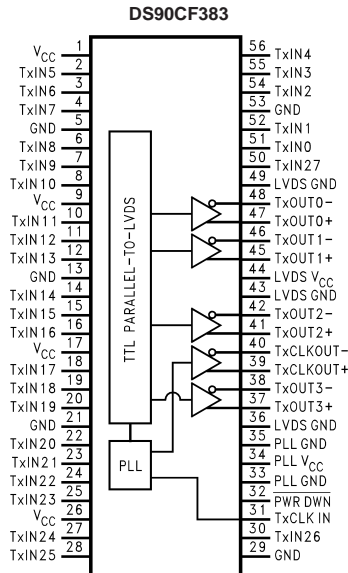 DS90CF383
VCC 1
TxIN5 2
TxIN6 3
TxIN7 4
GND 5
TxIN8 6
TxIN9 7
TxIN10 8
VCC 9
TxIN11 10
TxIN12 11
TxIN13 12
GND 13
TxIN14 14
TxIN15 15
TxIN16 16
VCC 17
TxIN17 18
TxIN18 19
TxIN19 20
GND 21
TxIN20 22
TxIN21 23
TxIN22 24
TxIN23 25
VCC 26
TxIN24 27
TxIN25 28
TTL PARALLEL-TO-LVDS
PLL
56 TxIN4
55 TxIN3
54 TxIN2
53 GND
52 TxIN1
51 TxIN0
50 TxIN27
49 LVDS GND
48 TxOUT0-
47 TxOUT0+
46 TxOUT1-
45 TxOUT1+
44 LVDS VCC
43 LVDS GND
42 TxOUT2-
41 TxOUT2+
40 TxCLKOUT-
39 TxCLKOUT+
38 TxOUT3-
37 TxOUT3+
36 LVDS GND
35 PLL GND
34 PLL VCC
33 PLL GND
32 PWR DWN
31 TxCLK IN
30 TxIN26
29 GND